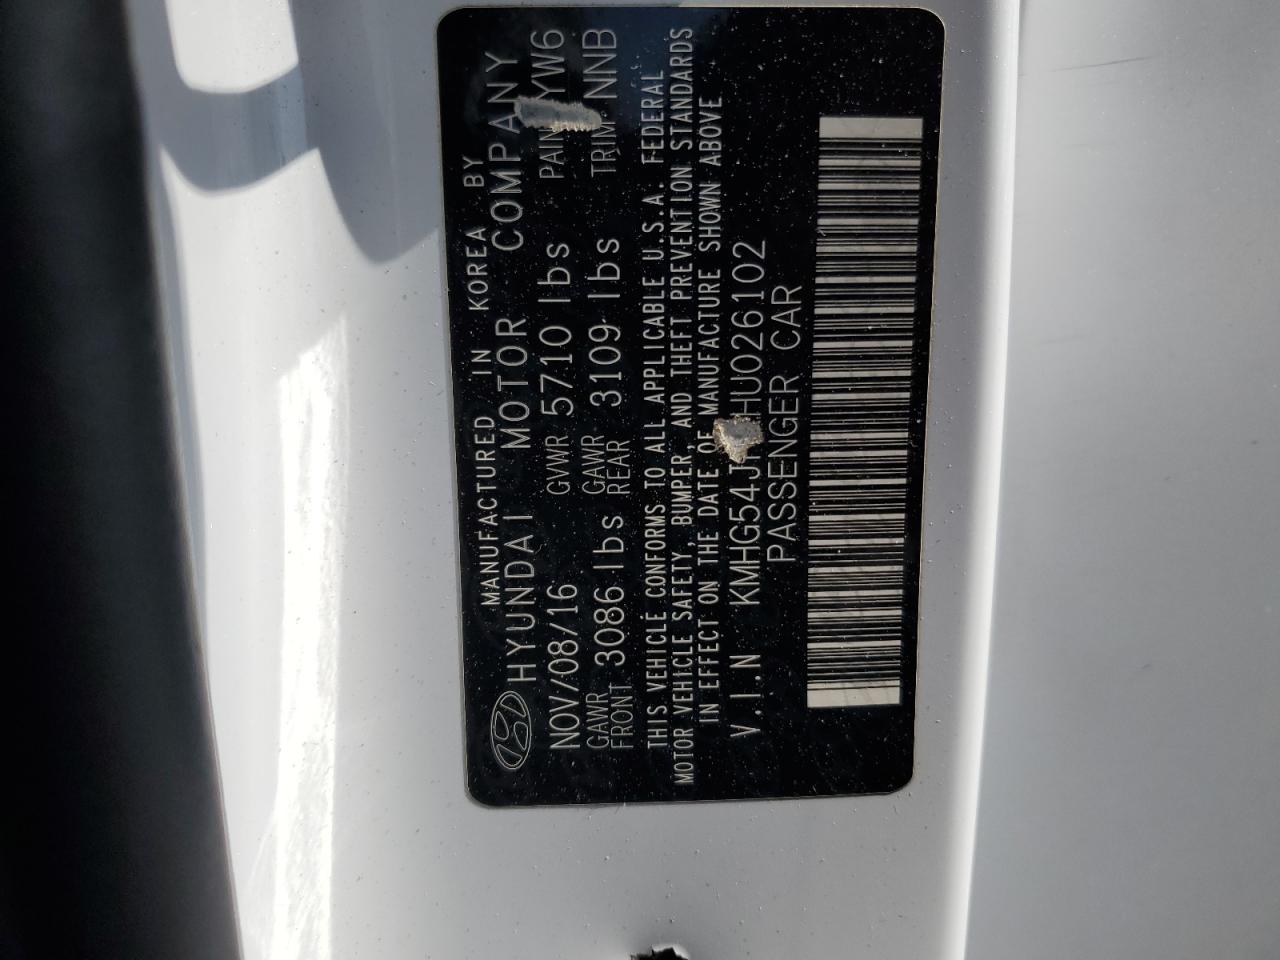 MANUFACTURED IN KOREA BY
HYUNDAI MOTOR COMPANY
NOV/08/16 GVWR 5710 lbs YW6
GAWR FRONT 3086 lbs GAWR REAR 3109 lbs TRIM NNB
THIS VEHICLE CONFORMS TO ALL APPLICABLE U.S.A. FEDERAL
MOTOR VEHICLE SAFETY, BUMPER, AND THEFT PREVENTION STANDARDS
IN EFFECT ON THE DATE OF MANUFACTURE SHOWN ABOVE
V.I.N
PASSENGER CAR